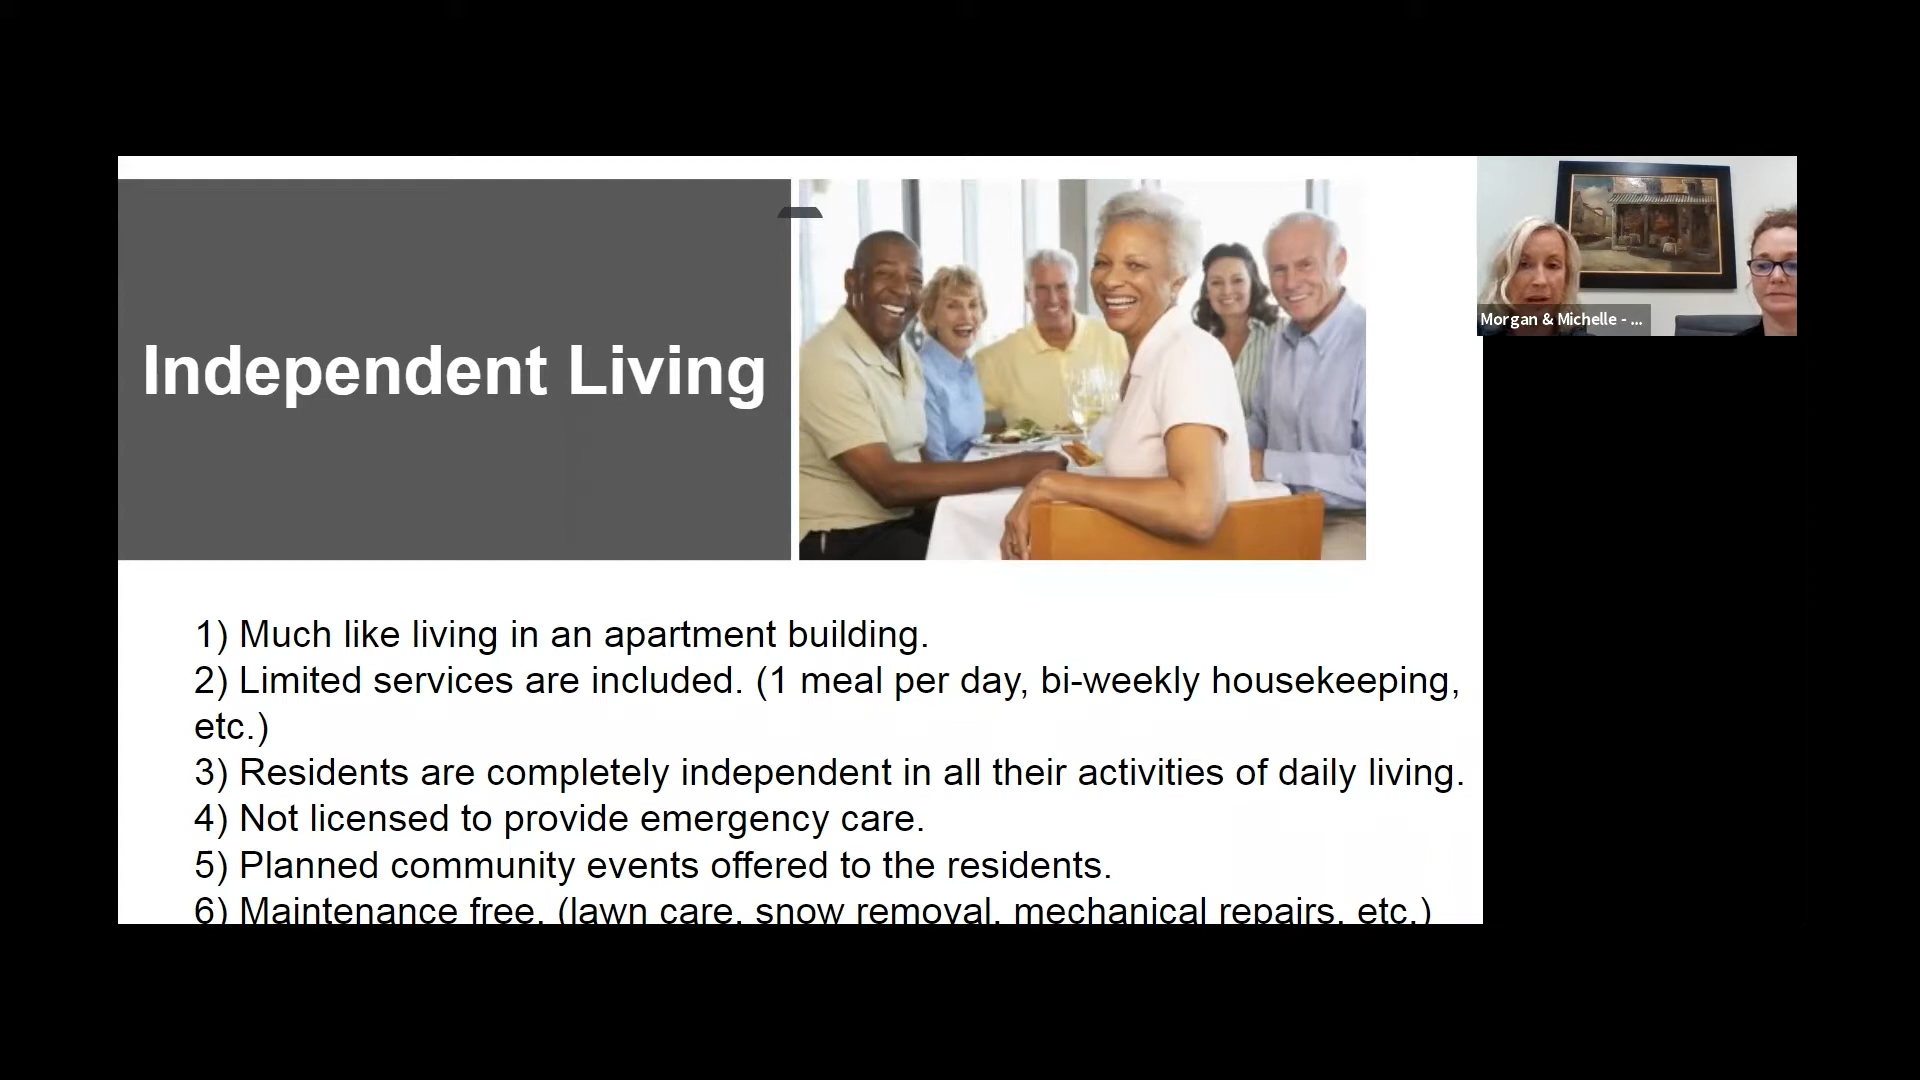 Independent Living
Morgan & Michelle - ...
1) Much like living in an apartment building.
2) Limited services are included. (1 meal per day, bi-weekly housekeeping,
etc.)
3) Residents are completely independent in all their activities of daily living.
4) Not licensed to provide emergency care.
5) Planned community events offered to the residents.
6) Maintenance free. (lawn care, snow removal, mechanical repairs, etc.)